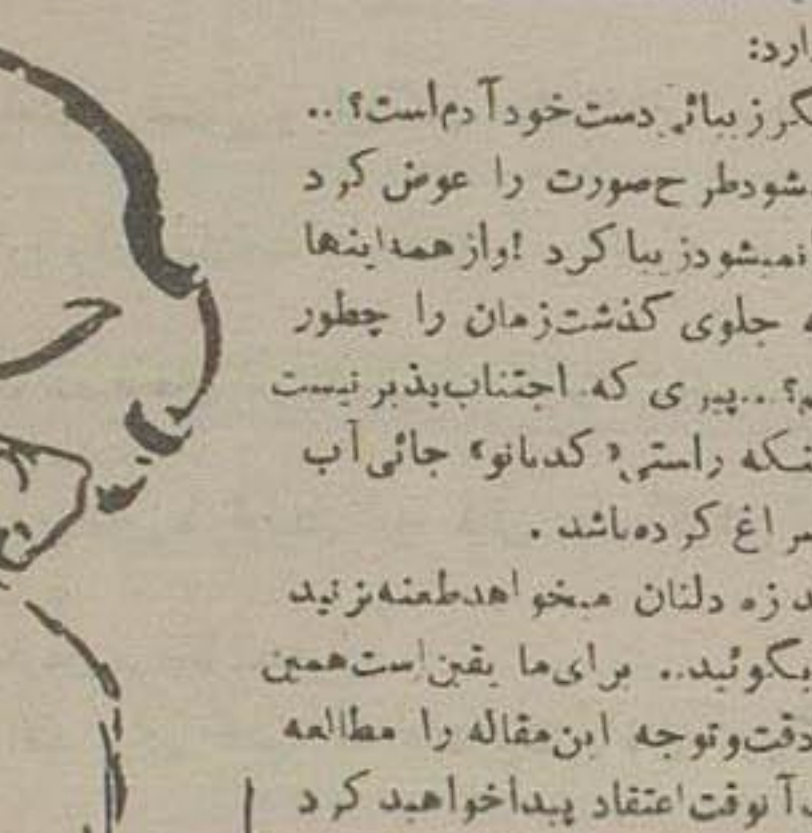 ارد:
گر زیبائی دست خود آدم است؟ ..
شود طرح صورت را عوض کرد
نمیشود زیبا کرد! و از همه اینها
جلوی گذشت زمان را چطور
؟... پیری که اجتناب پذیر نیست
نکه راستی «کدبانو» جائی آب
سراغ کرده باشد .
زه دلتان میخواهد طعنه بزنید
بگوئید.. برای ما یقین است همین
دقت و توجه این مقاله را مطالعه
آنوقت اعتقاد پیدا خواهید کرد